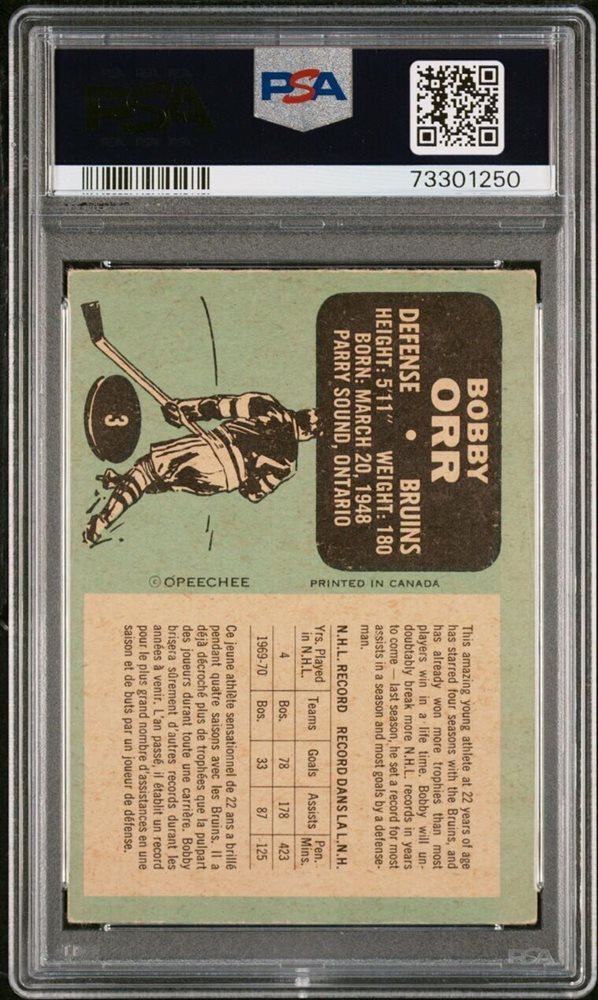 PSA
73301250
BOBBY
ORR
DEFENSE • BRUINS
HEIGHT: 5'11" WEIGHT: 180
BORN: MARCH 20, 1948
PARRY SOUND, ONTARIO
3
© OPEECHEE
PRINTED IN CANADA
This amazing young athlete at 22 years of age
has starred four seasons with the Bruins, and
has already won more trophies than most
players win in a life time. Bobby will un-
doubtably break more N.H.L. records in years
to come — last season, he set a record for most
assists in a season and most goals by a defense-
man.
N.H.L. RECORD RECORD DANS LA L.N.H.
Yrs. Played in N.H.L. Teams Goals Assists Pen. Mins.
4 Bos. 78 178 423
1969-70 Bos. 33 87 125
Ce jeune athlète sensationnel de 22 ans a brillé
pendant quatre saisons avec les Bruins. Il a
déjà décroché plus de trophées que la pulpart
des joueurs durant toute une carrière. Bobby
brisera sûrement d'autres records durant les
années à venir. L'an passé, il établit un record
pour le plus grand nombre d'assistances en une
saison et de buts par un joueur de défense.
PSA